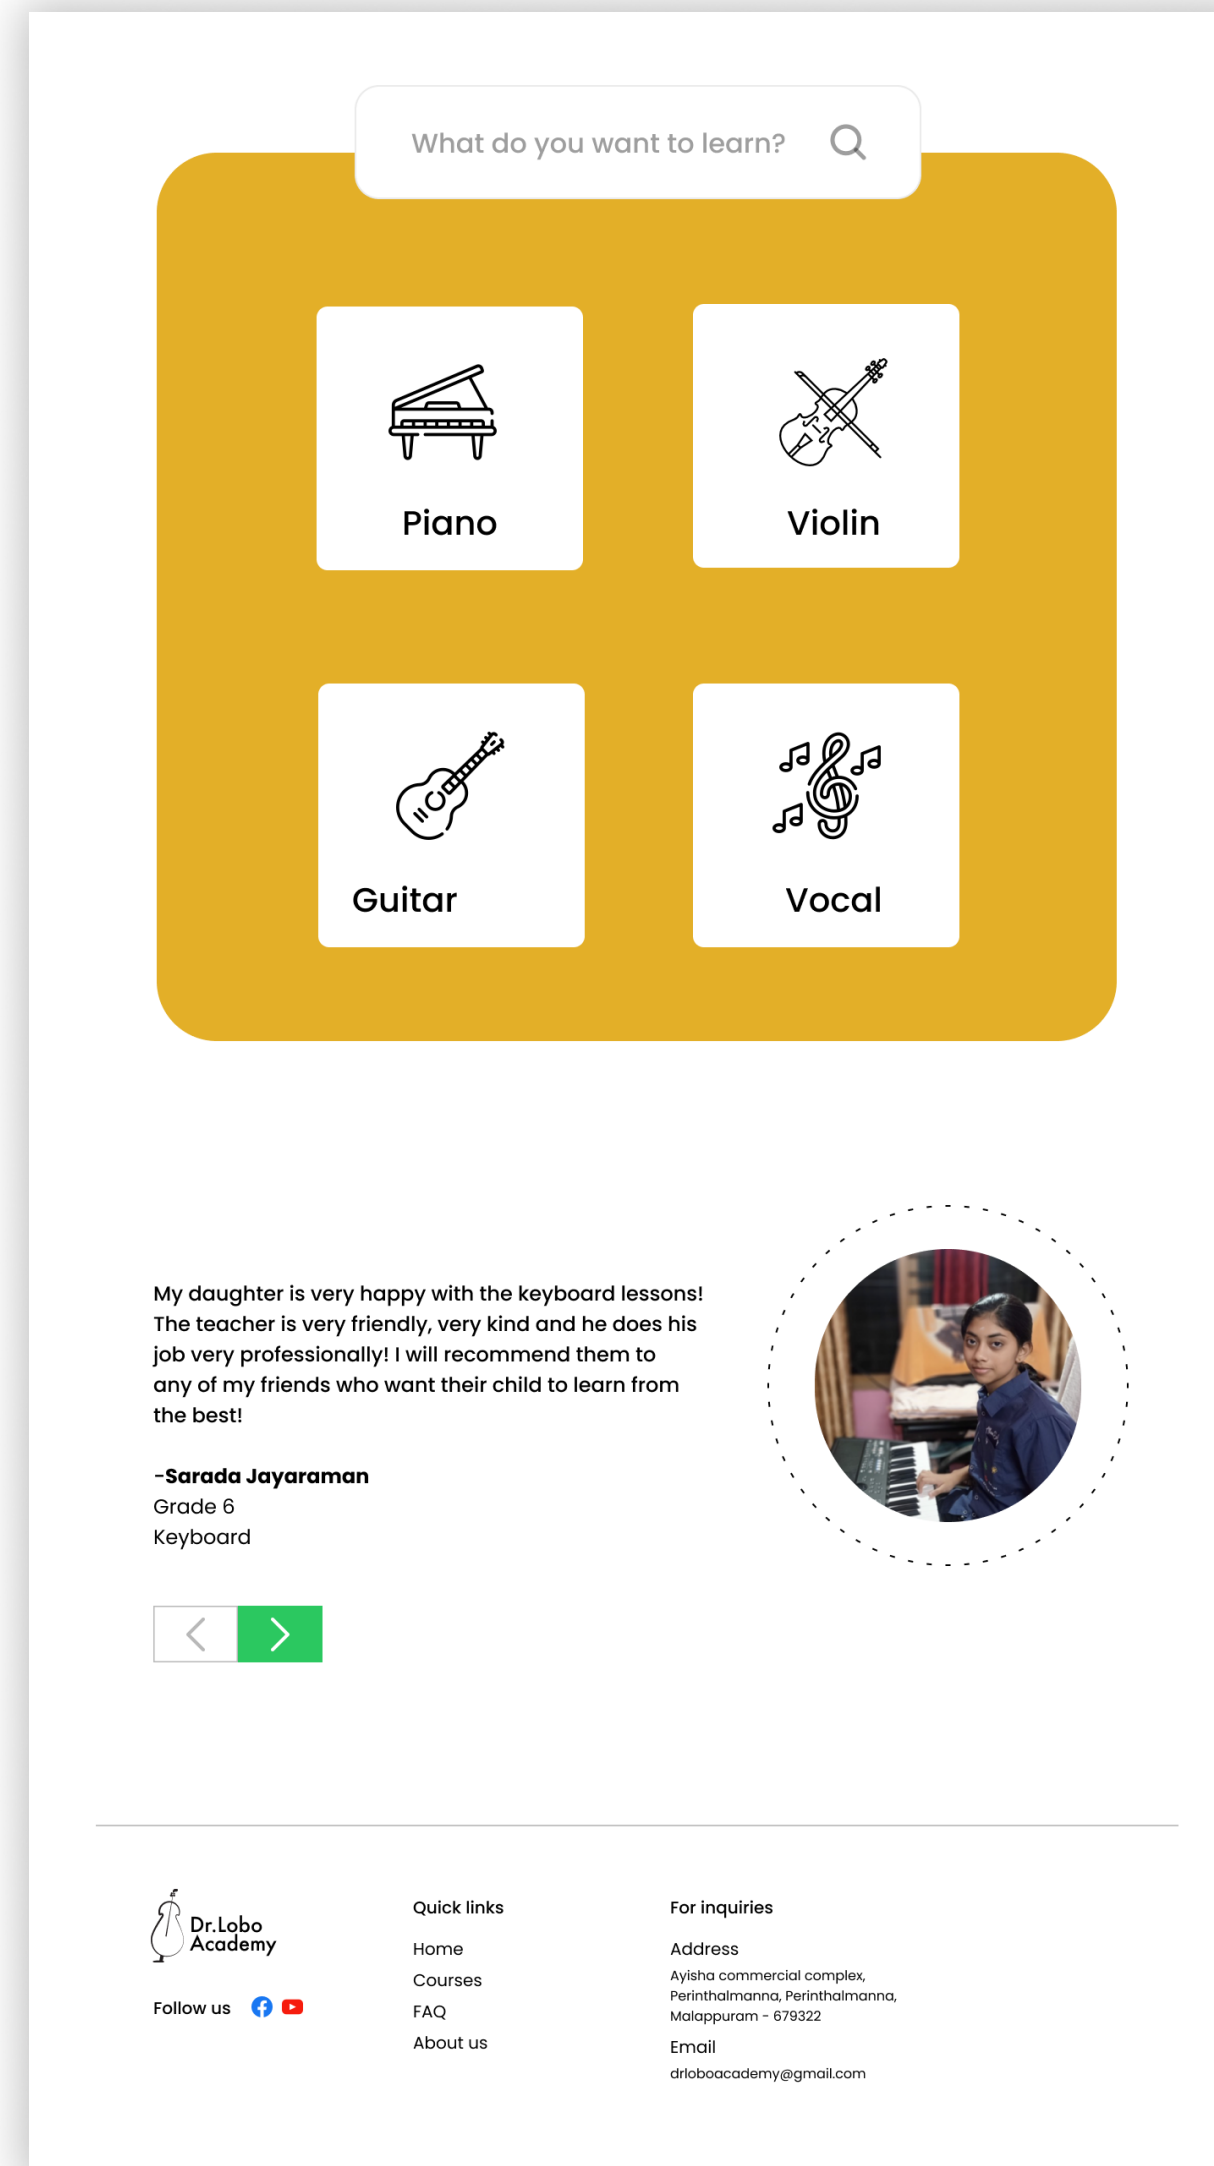 What do you want to learn?
Piano
Violin
Guitar
Vocal
My daughter is very happy with the keyboard lessons!
The teacher is very friendly, very kind and he does his
job very professionally! I will recommend them to
any of my friends who want their child to learn from
the best!
-Sarada Jayaraman
Grade 6
Keyboard
Dr.Lobo
Academy
Follow us
Quick links
Home
Courses
FAQ
About us
For inquiries
Address
Ayisha commercial complex,
Perinthalmanna, Perinthalmanna,
Malappuram - 679322
Email
drloboacademy@gmail.com